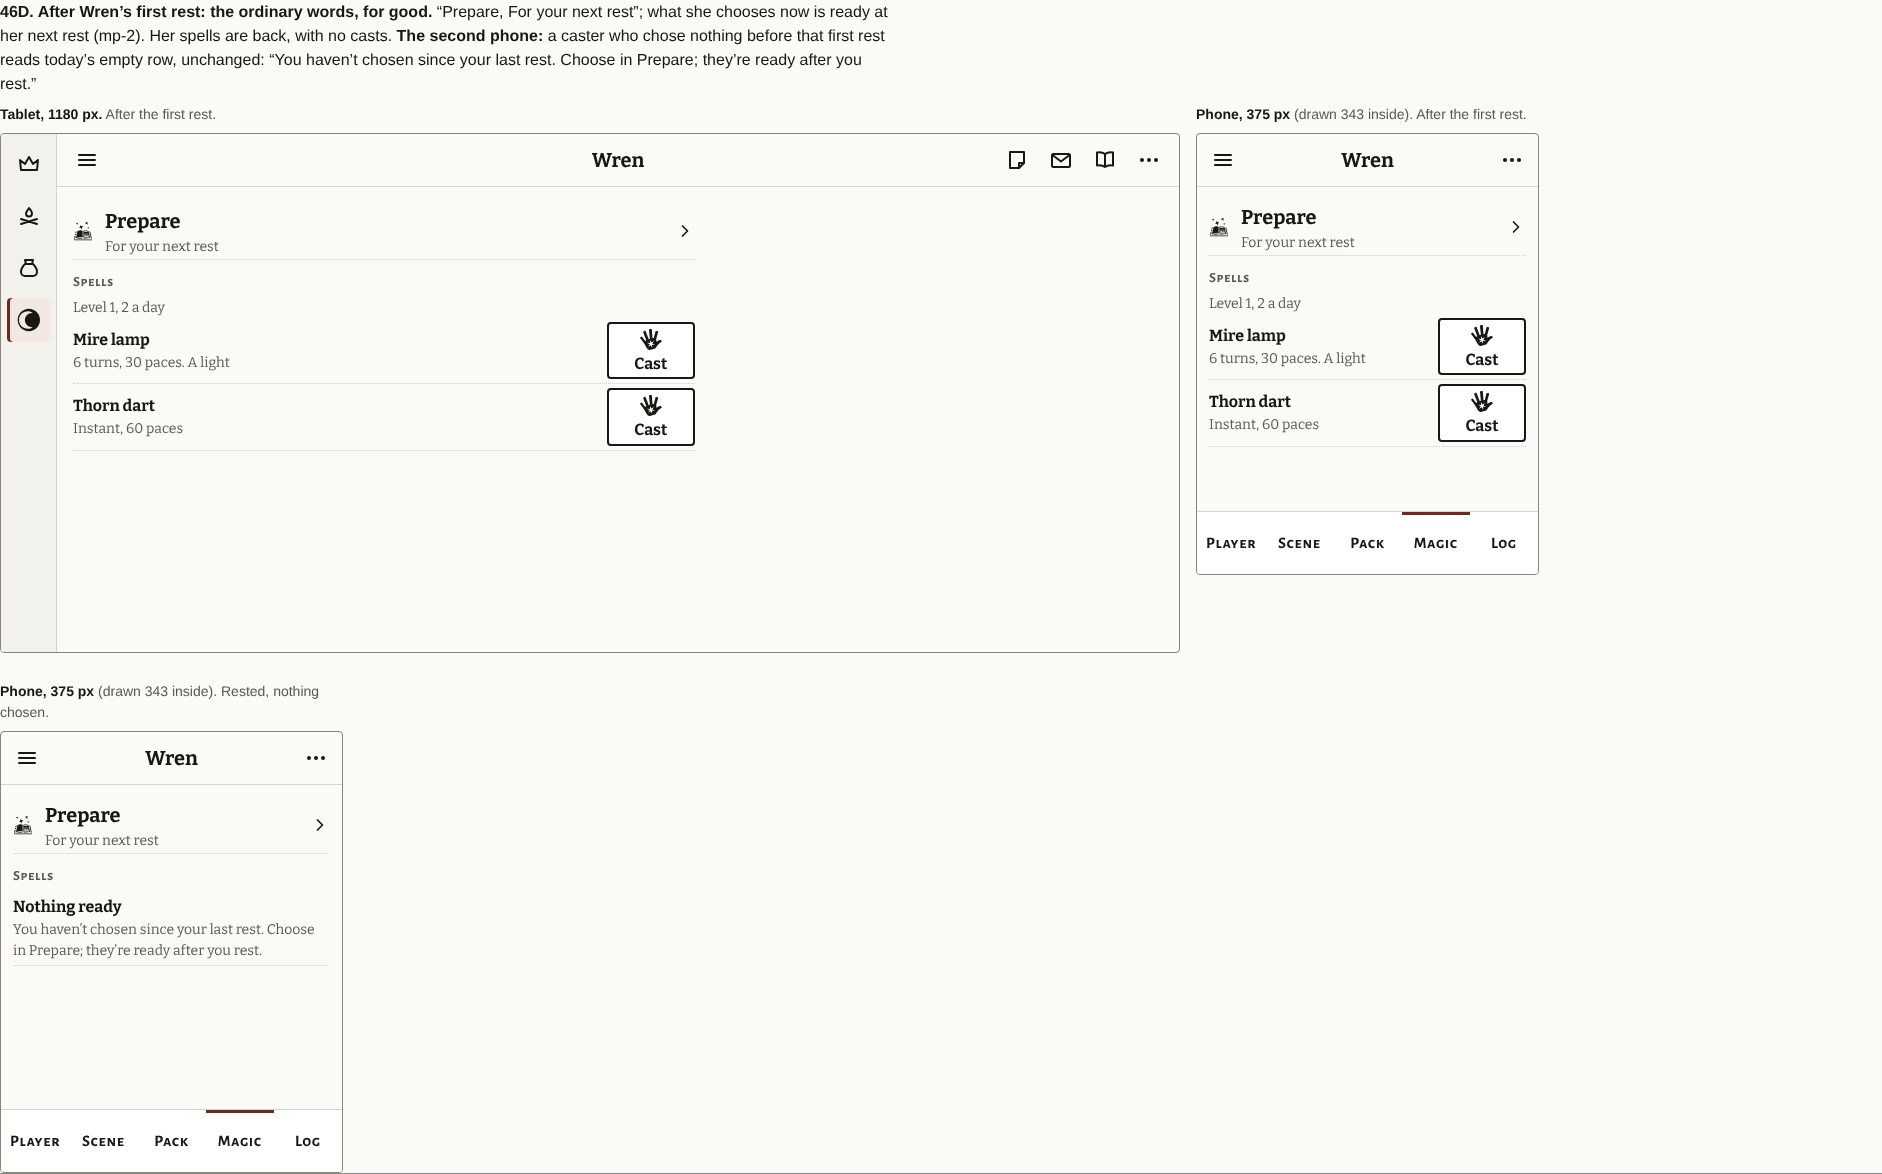 46D. After Wren’s first rest: the ordinary words, for good. “Prepare, For your next rest”; what she chooses now is ready at
her next rest (mp-2). Her spells are back, with no casts. The second phone: a caster who chose nothing before that first rest
reads today’s empty row, unchanged: “You haven’t chosen since your last rest. Choose in Prepare; they’re ready after you
rest.”
Tablet, 1180 px. After the first rest.
Wren
Prepare
For your next rest
Spells
Level 1, 2 a day
Mire lamp
6 turns, 30 paces. A light
Cast
Thorn dart
Instant, 60 paces
Cast
Phone, 375 px (drawn 343 inside). After the first rest.
Wren
Prepare
For your next rest
Spells
Level 1, 2 a day
Mire lamp
6 turns, 30 paces. A light
Cast
Thorn dart
Instant, 60 paces
Cast
Player Scene Pack Magic Log
Phone, 375 px (drawn 343 inside). Rested, nothing
chosen.
Wren
Prepare
For your next rest
Spells
Nothing ready
You haven’t chosen since your last rest. Choose
in Prepare; they’re ready after you rest.
Player Scene Pack Magic Log